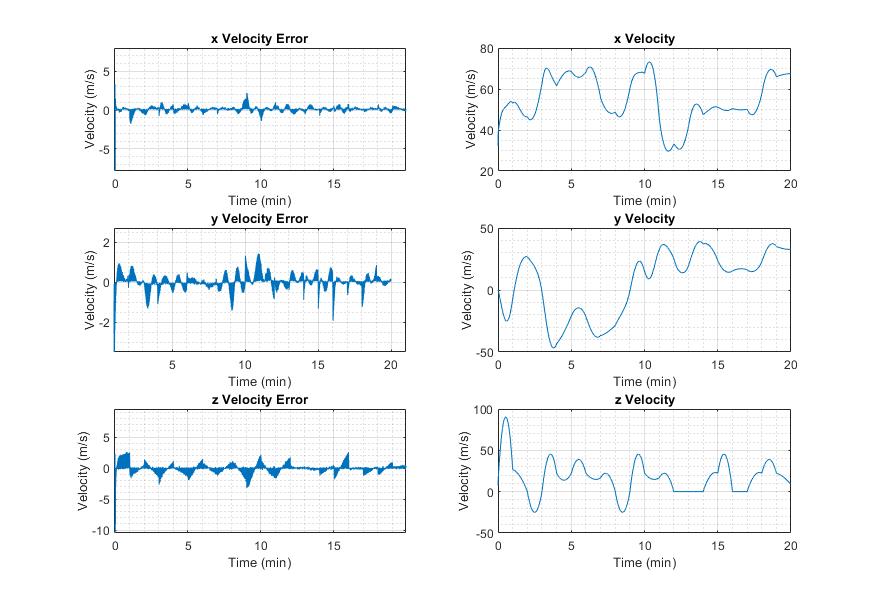 x Velocity Error
5
0
-5
Velocity (m/s)
0 5 10 15
Time (min)
x Velocity
80
60
40
20
Velocity (m/s)
0 5 10 15 20
Time (min)
y Velocity Error
2
0
-2
Velocity (m/s)
5 10 15 20
Time (min)
y Velocity
50
0
-50
Velocity (m/s)
0 5 10 15 20
Time (min)
z Velocity Error
5
0
-5
-10
Velocity (m/s)
0 5 10 15
Time (min)
z Velocity
100
50
0
-50
Velocity (m/s)
0 5 10 15 20
Time (min)